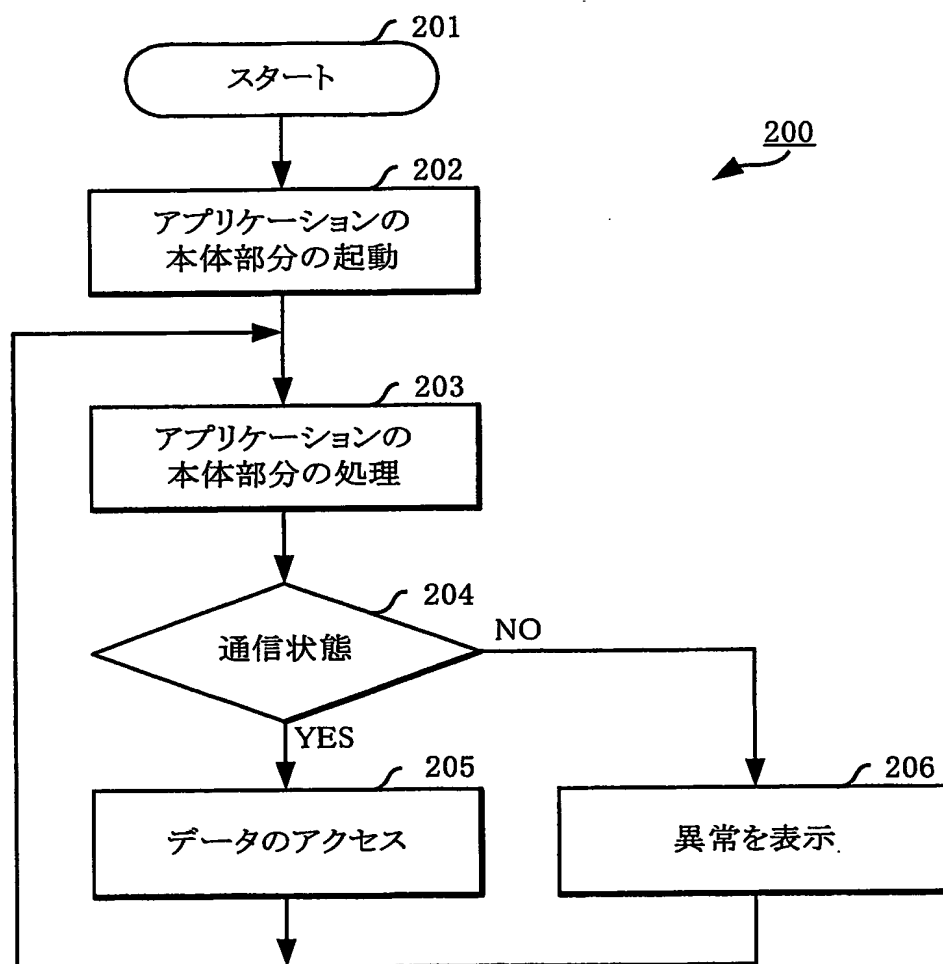 201
スタート
200
202
アプリケーションの
本体部分の起動
203
アプリケーションの
本体部分の処理
204
通信状態
NO
YES
205
データのアクセス
206
異常を表示